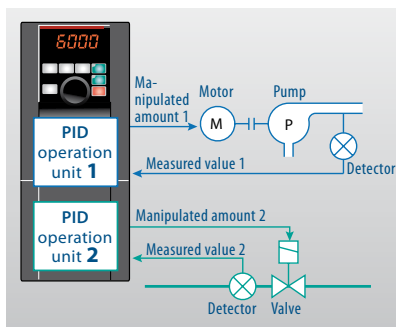 6000
Ma-
nipulated
amount 1
Motor
Pump
M
P
PID
operation
unit 1
Measured value 1
Detector
PID
operation
unit 2
Manipulated amount 2
Measured value 2
Detector
Valve